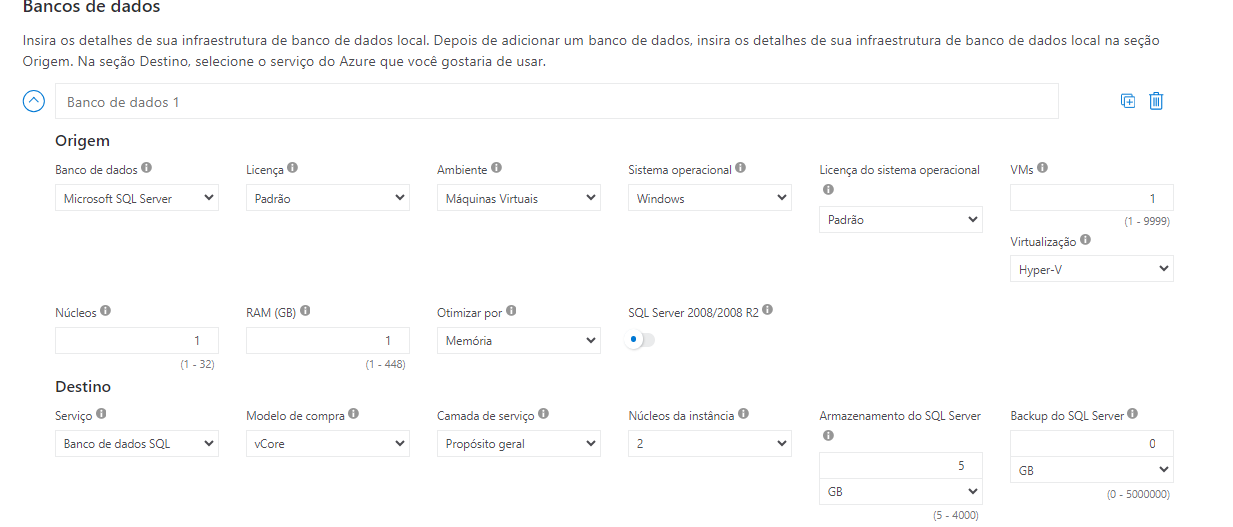 Bancos de dados
Insira os detalhes de sua infraestrutura de banco de dados local. Depois de adicionar um banco de dados, insira os detalhes de sua infraestrutura de banco de dados local na seção
Origem. Na seção Destino, selecione o serviço do Azure que você gostaria de usar.
Banco de dados 1
Origem
Banco de dados
Microsoft SQL Server
Licença
Padrão
Ambiente
Máquinas Virtuais
Sistema operacional
Windows
Licença do sistema operacional
Padrão
VMs
1
(1 - 9999)
Virtualização
Hyper-V
Núcleos
1
(1 - 32)
RAM (GB)
1
(1 - 448)
Otimizar por
Memória
SQL Server 2008/2008 R2
Destino
Serviço
Banco de dados SQL
Modelo de compra
vCore
Camada de serviço
Propósito geral
Núcleos da instância
2
Armazenamento do SQL Server
5
GB
(5 - 4000)
Backup do SQL Server
0
GB
(0 - 5000000)